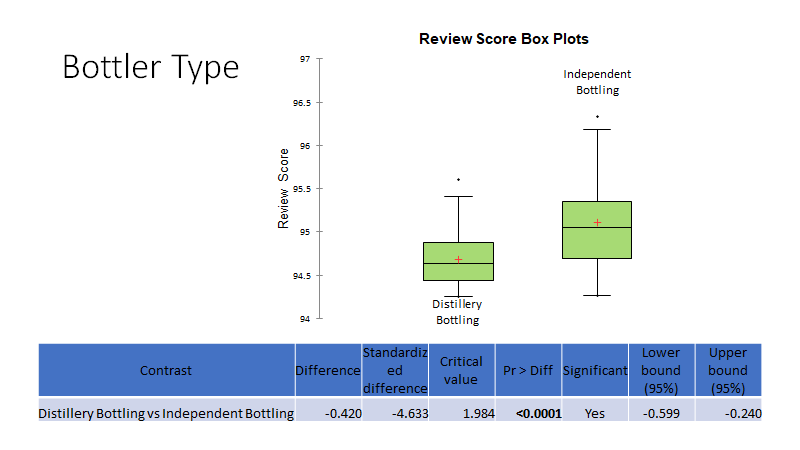 Bottler Type
Review Score Box Plots
97
96.5
96
95.5
95
94.5
94
Review Score
Independent
Bottling
Distillery
Bottling
Contrast
Difference
Standardiz
ed
difference
Critical
value
Pr > Diff
Significant
Lower
bound
(95%)
Upper
bound
(95%)
Distillery Bottling vs Independent Bottling -0.420 -4.633 1.984 <0.0001 Yes -0.599 -0.240